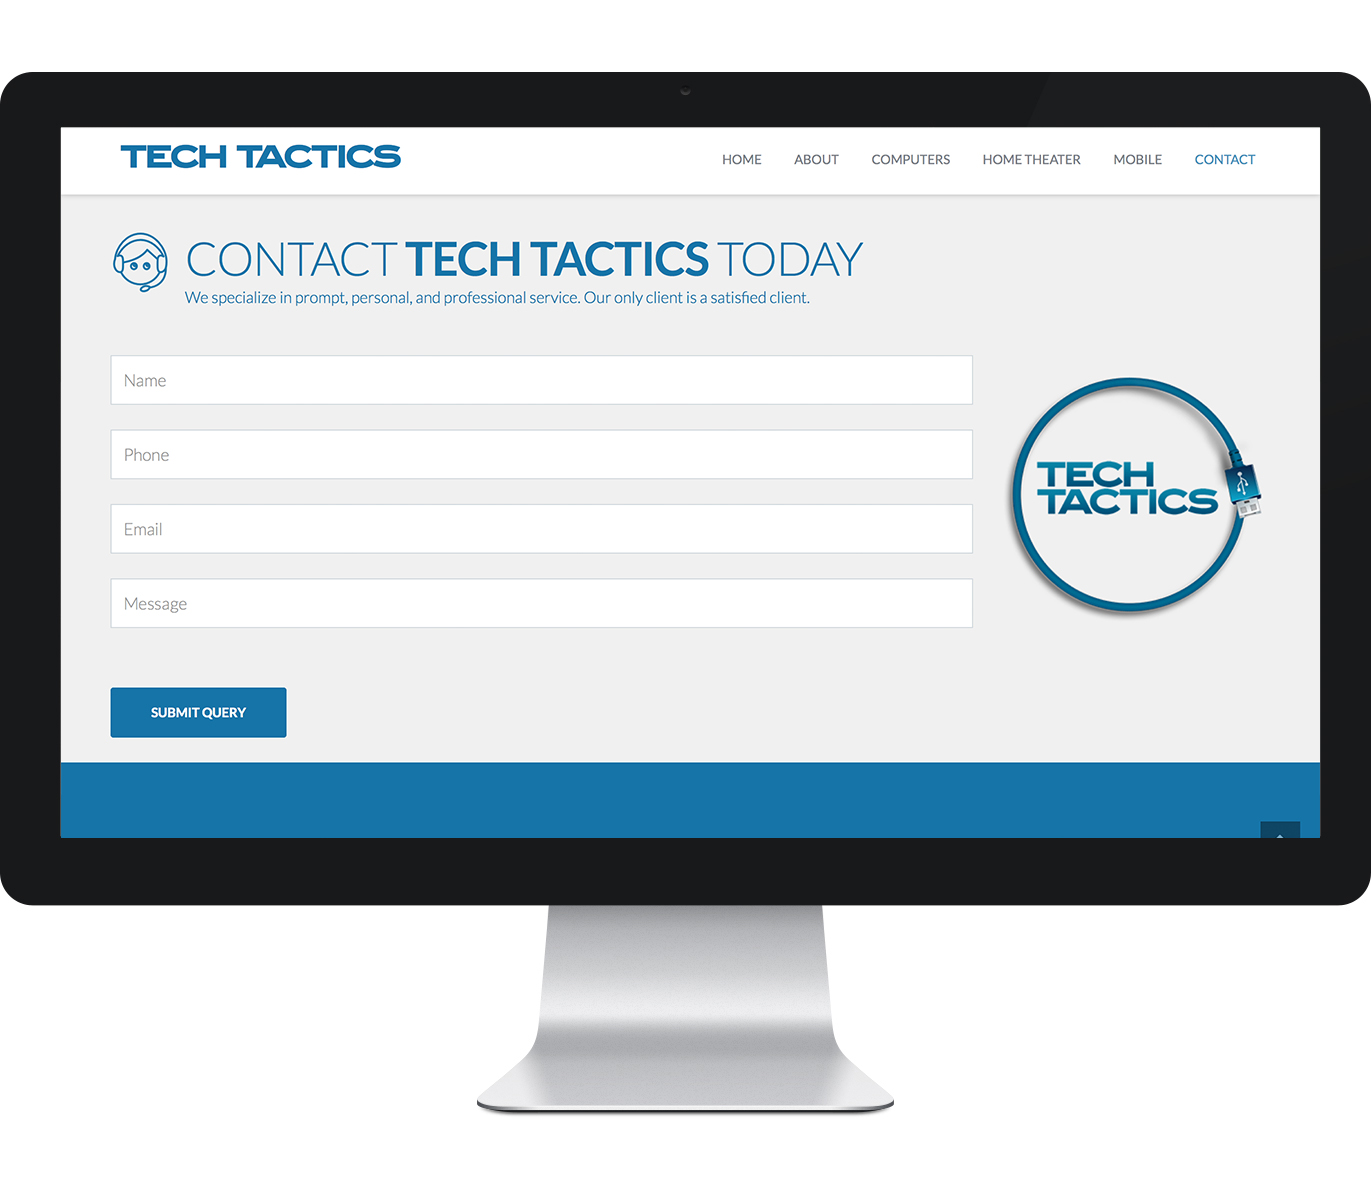 TECH TACTICS
HOME ABOUT COMPUTERS HOME THEATER MOBILE CONTACT
CONTACT TECH TACTICS TODAY
We specialize in prompt, personal, and professional service. Our only client is a satisfied client.
Name
Phone
Email
Message
TECH
TACTICS
SUBMIT QUERY